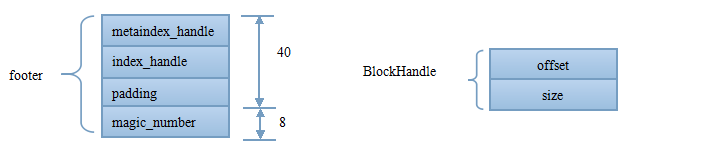 footer
metaindex_handle
index_handle
padding
magic_number
40
8
BlockHandle
offset
size